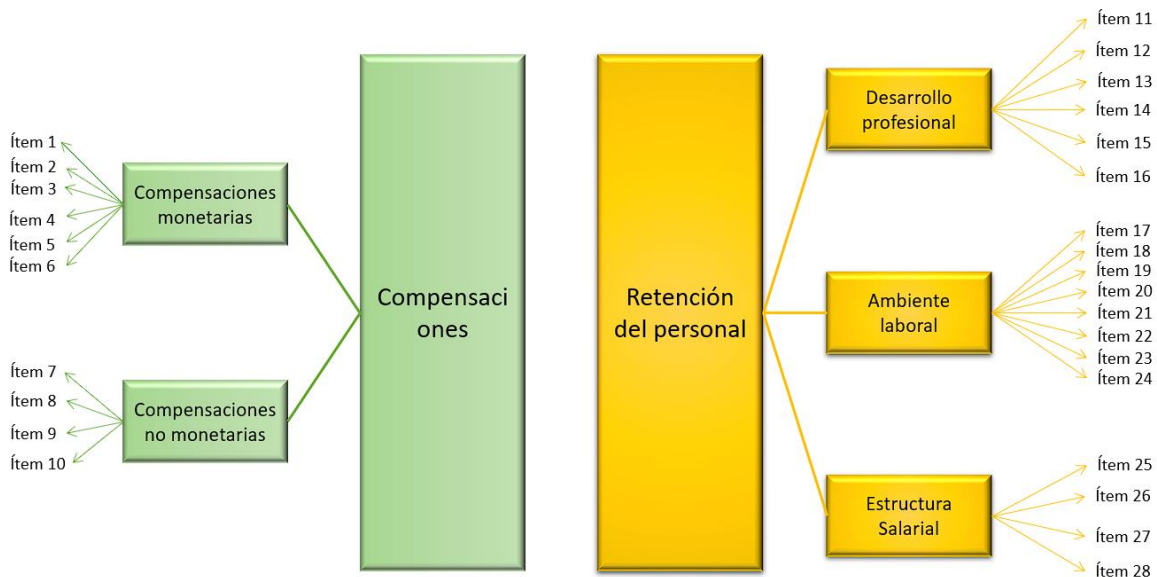 Ítem 1
Ítem 2
Ítem 3
Ítem 4
Ítem 5
Ítem 6
Compensaciones
monetarias
Ítem 7
Ítem 8
Ítem 9
Ítem 10
Compensaciones
no monetarias
Compensaci
ones
Retención
del personal
Desarrollo
profesional
Ítem 11
Ítem 12
Ítem 13
Ítem 14
Ítem 15
Ítem 16
Ambiente
laboral
Ítem 17
Ítem 18
Ítem 19
Ítem 20
Ítem 21
Ítem 22
Ítem 23
Ítem 24
Estructura
Salarial
Ítem 25
Ítem 26
Ítem 27
Ítem 28